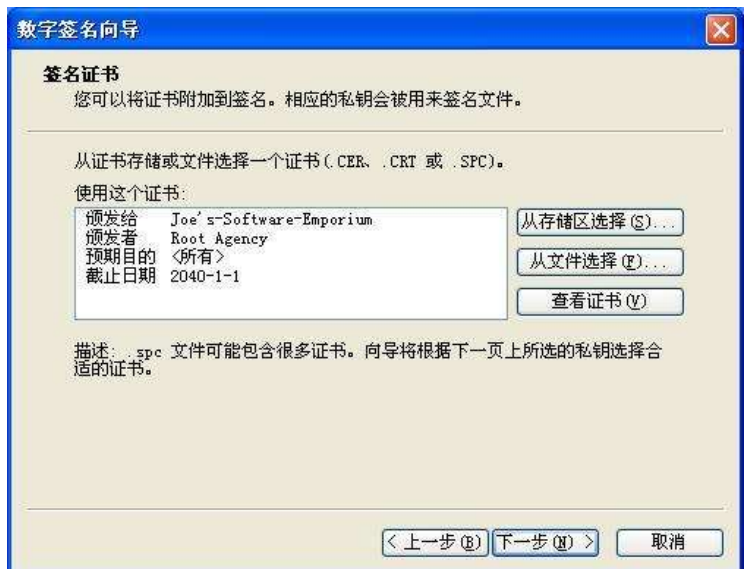 数字签名向导
签名证书
您可以将证书附加到签名。相应的私钥会被用来签名文件。
从证书存储或文件选择一个证书(.CER、.CRT 或 .SPC)。
使用这个证书:
颁发给 Joe's-Software-Emporium
颁发者 Root Agency
预期目的 <所有>
截止日期 2040-1-1
从存储区选择(S)...
从文件选择(F)...
查看证书(V)
描述: .spc 文件可能包含很多证书。向导将根据下一页上所选的私钥选择合
适的证书。
< 上一步(B)
下一步(N) >
取消